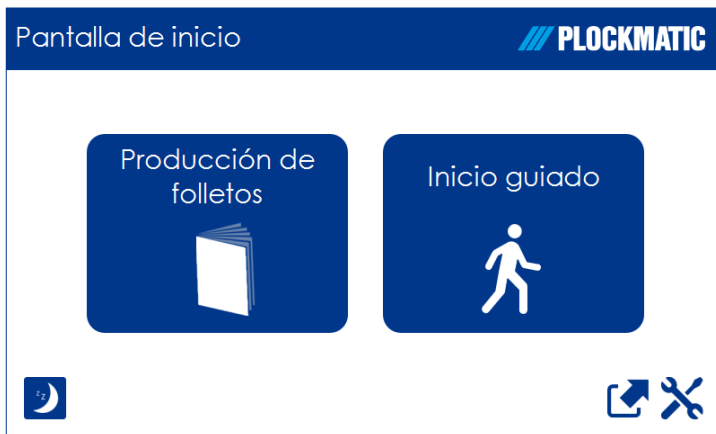 Pantalla de inicio
PLOCKMATIC
Producción de
folletos
Inicio guiado
z z